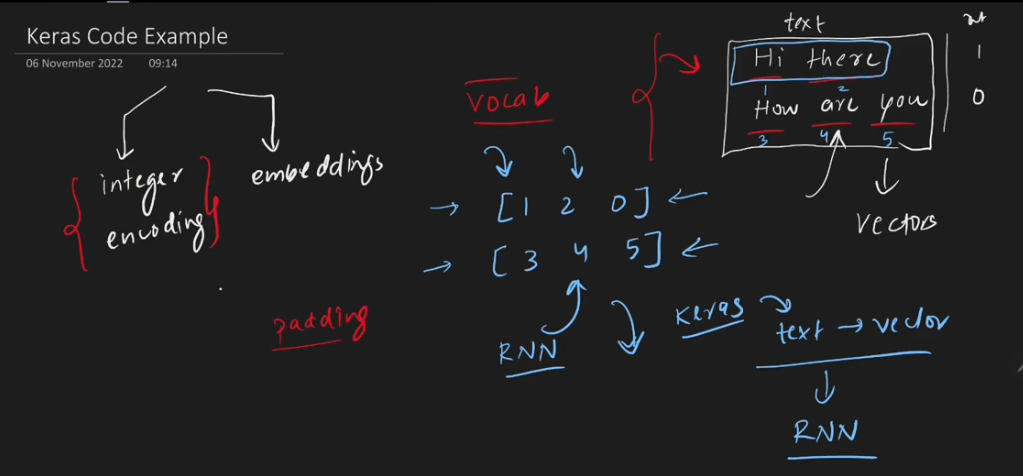 Keras Code Example
06 November 2022 09:14
text
Hi there 1
1 2
How are you 0
3 4 5
vectors
vocab
integer
encoding
embeddings
[1 2 0]
[3 4 5]
padding
RNN
Keras
text → vector
RNN